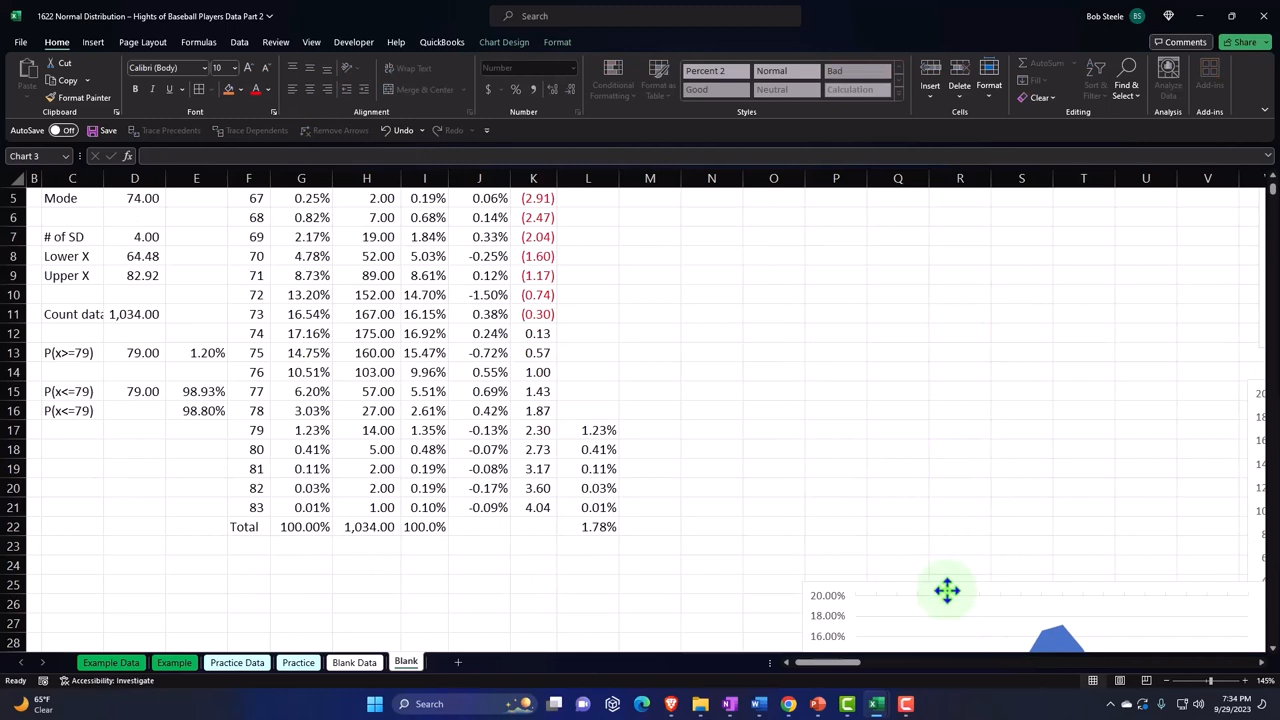 1622 Normal Distribution – Hights of Baseball Players Data Part 2
Search
Bob Steele
BS
File Home Insert Page Layout Formulas Data Review View Developer Help QuickBooks Chart Design Format
Comments
Share
Paste
Cut
Copy
Format Painter
Clipboard
Calibri (Body) 10
Font
Wrap Text
Merge & Center
Alignment
Number
Number
Conditional Formatting
Format as Table
Percent 2 Normal Bad
Good Neutral Calculation
Styles
Insert Delete Format
Cells
AutoSum
Fill
Clear
Sort & Filter
Find & Select
Editing
Analyze Data
Analysis
Add-ins
Add-ins
AutoSave Off Save Trace Precedents Trace Dependents Remove Arrows Undo Redo
Chart 3 fx
B C D E F G H I J K L M N O P Q R S T U V
5 Mode 74.00 67 0.25% 2.00 0.19% 0.06% (2.91)
6 68 0.82% 7.00 0.68% 0.14% (2.47)
7 # of SD 4.00 69 2.17% 19.00 1.84% 0.33% (2.04)
8 Lower X 64.48 70 4.78% 52.00 5.03% -0.25% (1.60)
9 Upper X 82.92 71 8.73% 89.00 8.61% 0.12% (1.17)
10 72 13.20% 152.00 14.70% -1.50% (0.74)
11 Count data 1,034.00 73 16.54% 167.00 16.15% 0.38% (0.30)
12 74 17.16% 175.00 16.92% 0.24% 0.13
13 P(x>=79) 79.00 1.20% 75 14.75% 160.00 15.47% -0.72% 0.57
14 76 10.51% 103.00 9.96% 0.55% 1.00
15 P(x<=79) 79.00 98.93% 77 6.20% 57.00 5.51% 0.69% 1.43
16 P(x<=79) 98.80% 78 3.03% 27.00 2.61% 0.42% 1.87
17 79 1.23% 14.00 1.35% -0.13% 2.30 1.23%
18 80 0.41% 5.00 0.48% -0.07% 2.73 0.41%
19 81 0.11% 2.00 0.19% -0.08% 3.17 0.11%
20 82 0.03% 2.00 0.19% -0.17% 3.60 0.03%
21 83 0.01% 1.00 0.10% -0.09% 4.04 0.01%
22 Total 100.00% 1,034.00 100.0% 1.78%
23
24
25
26
27
28
20.00%
18.00%
16.00%
Example Data Example Practice Data Practice Blank Data Blank
Ready Accessibility: Investigate 145%
65°F
Clear
Search
7:34 PM
9/29/2023